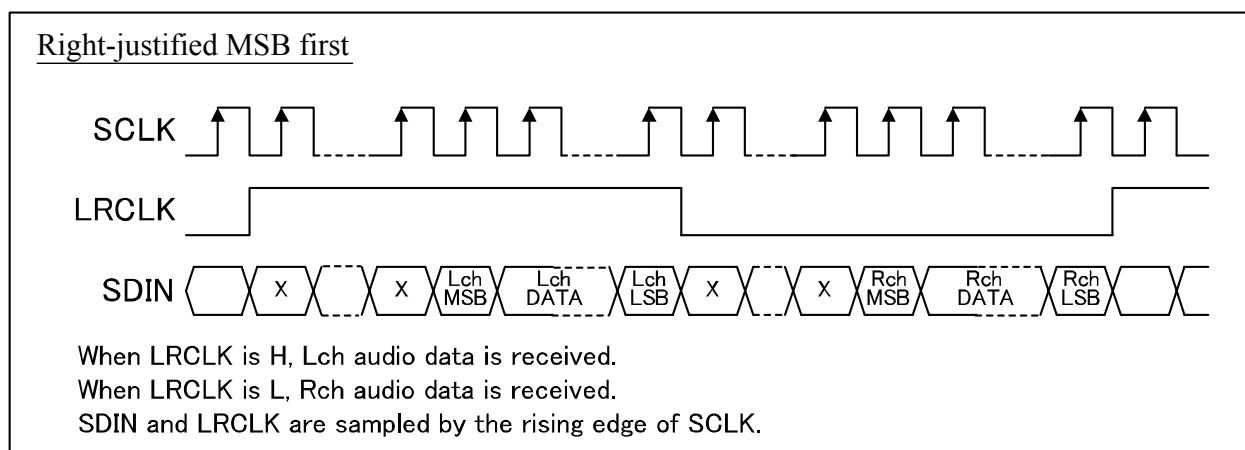 Right-justified MSB first
SCLK
LRCLK
SDIN X X Lch MSB Lch DATA Lch LSB X X Rch MSB Rch DATA Rch LSB
When LRCLK is H, Lch audio data is received.
When LRCLK is L, Rch audio data is received.
SDIN and LRCLK are sampled by the rising edge of SCLK.